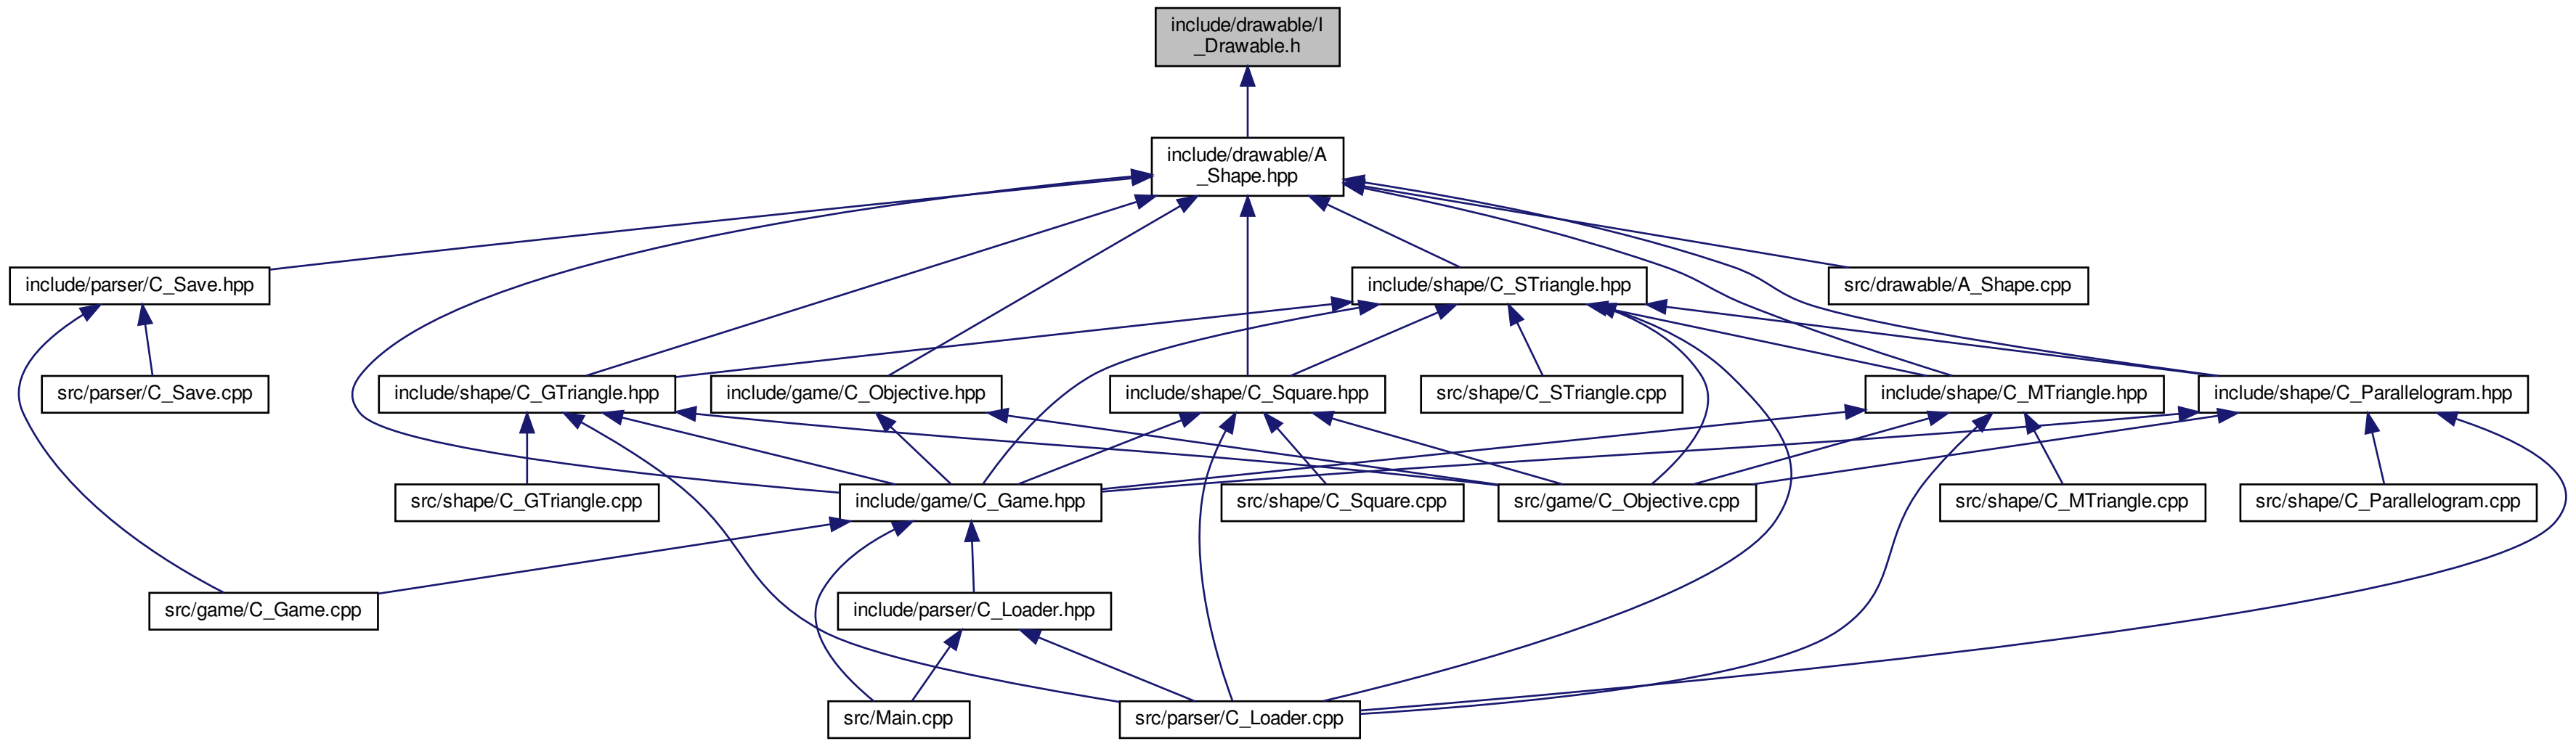 include/drawable/I
_Drawable.h
include/drawable/A
_Shape.hpp
include/parser/C_Save.hpp
include/shape/C_STriangle.hpp
src/drawable/A_Shape.cpp
src/parser/C_Save.cpp
include/shape/C_GTriangle.hpp
include/game/C_Objective.hpp
include/shape/C_Square.hpp
src/shape/C_STriangle.cpp
include/shape/C_MTriangle.hpp
include/shape/C_Parallelogram.hpp
src/shape/C_GTriangle.cpp
include/game/C_Game.hpp
src/shape/C_Square.cpp
src/game/C_Objective.cpp
src/shape/C_MTriangle.cpp
src/shape/C_Parallelogram.cpp
src/game/C_Game.cpp
include/parser/C_Loader.hpp
src/Main.cpp
src/parser/C_Loader.cpp